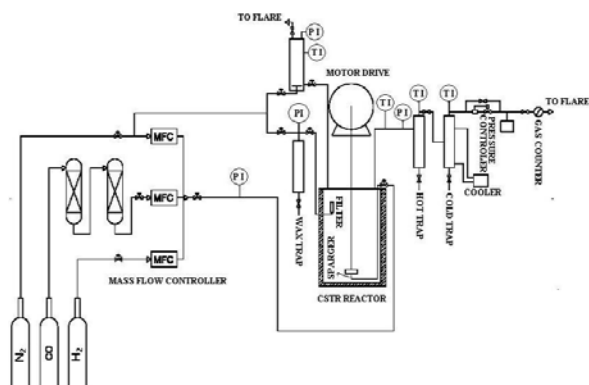 TO FLARE
PI
TI
MOTOR DRIVE
TI
PI
TI
TI
PRESSURE
CONTROLLER
GAS COUNTER
TO FLARE
MFC
PI
MFC
PI
MFC
MASS FLOW CONTROLLER
WAX TRAP
FILTER
SPARGER
CSTR REACTOR
HOT TRAP
COLD TRAP
COOLER
N2
CO
H2